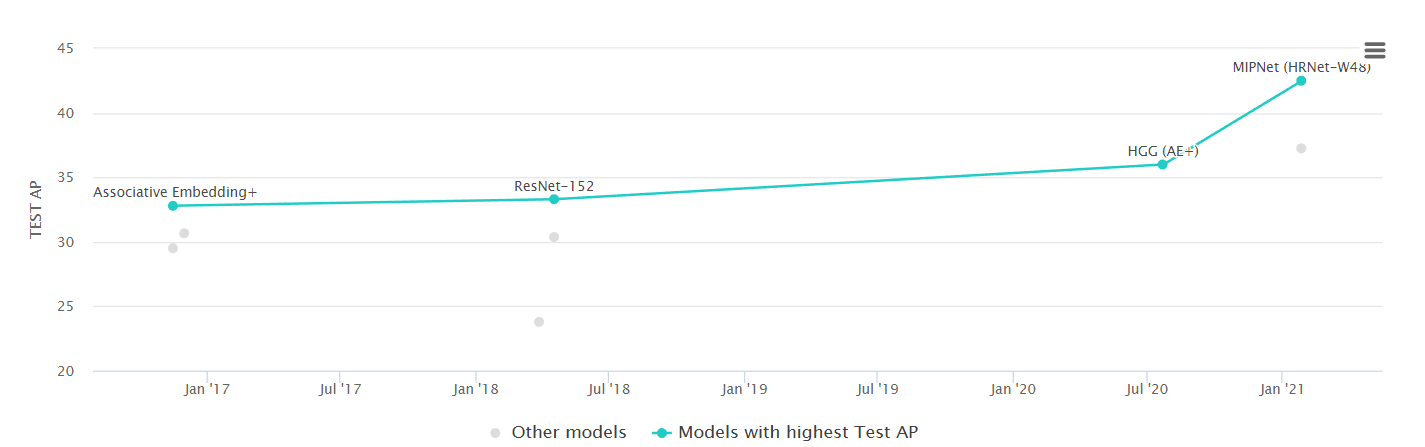 45
MIPNet (HRNet-W48)
40
HGG (AE+)
35
Associative Embedding+
ResNet-152
TEST AP
30
25
20
Jan '17
Jul '17
Jan '18
Jul '18
Jan '19
Jul '19
Jan '20
Jul '20
Jan '21
Other models
Models with highest Test AP